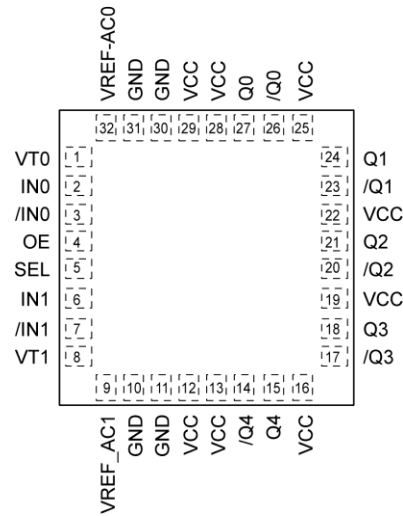 VREF-AC0
GND
GND
VCC
VCC
Q0
/Q0
VCC
32 31 30 29 28 27 26 25
VT0 1
IN0 2
/IN0 3
OE 4
SEL 5
IN1 6
/IN1 7
VT1 8
24 Q1
23 /Q1
22 VCC
21 Q2
20 /Q2
19 VCC
18 Q3
17 /Q3
9 10 11 12 13 14 15 16
VREF_AC1
GND
GND
VCC
VCC
/Q4
Q4
VCC